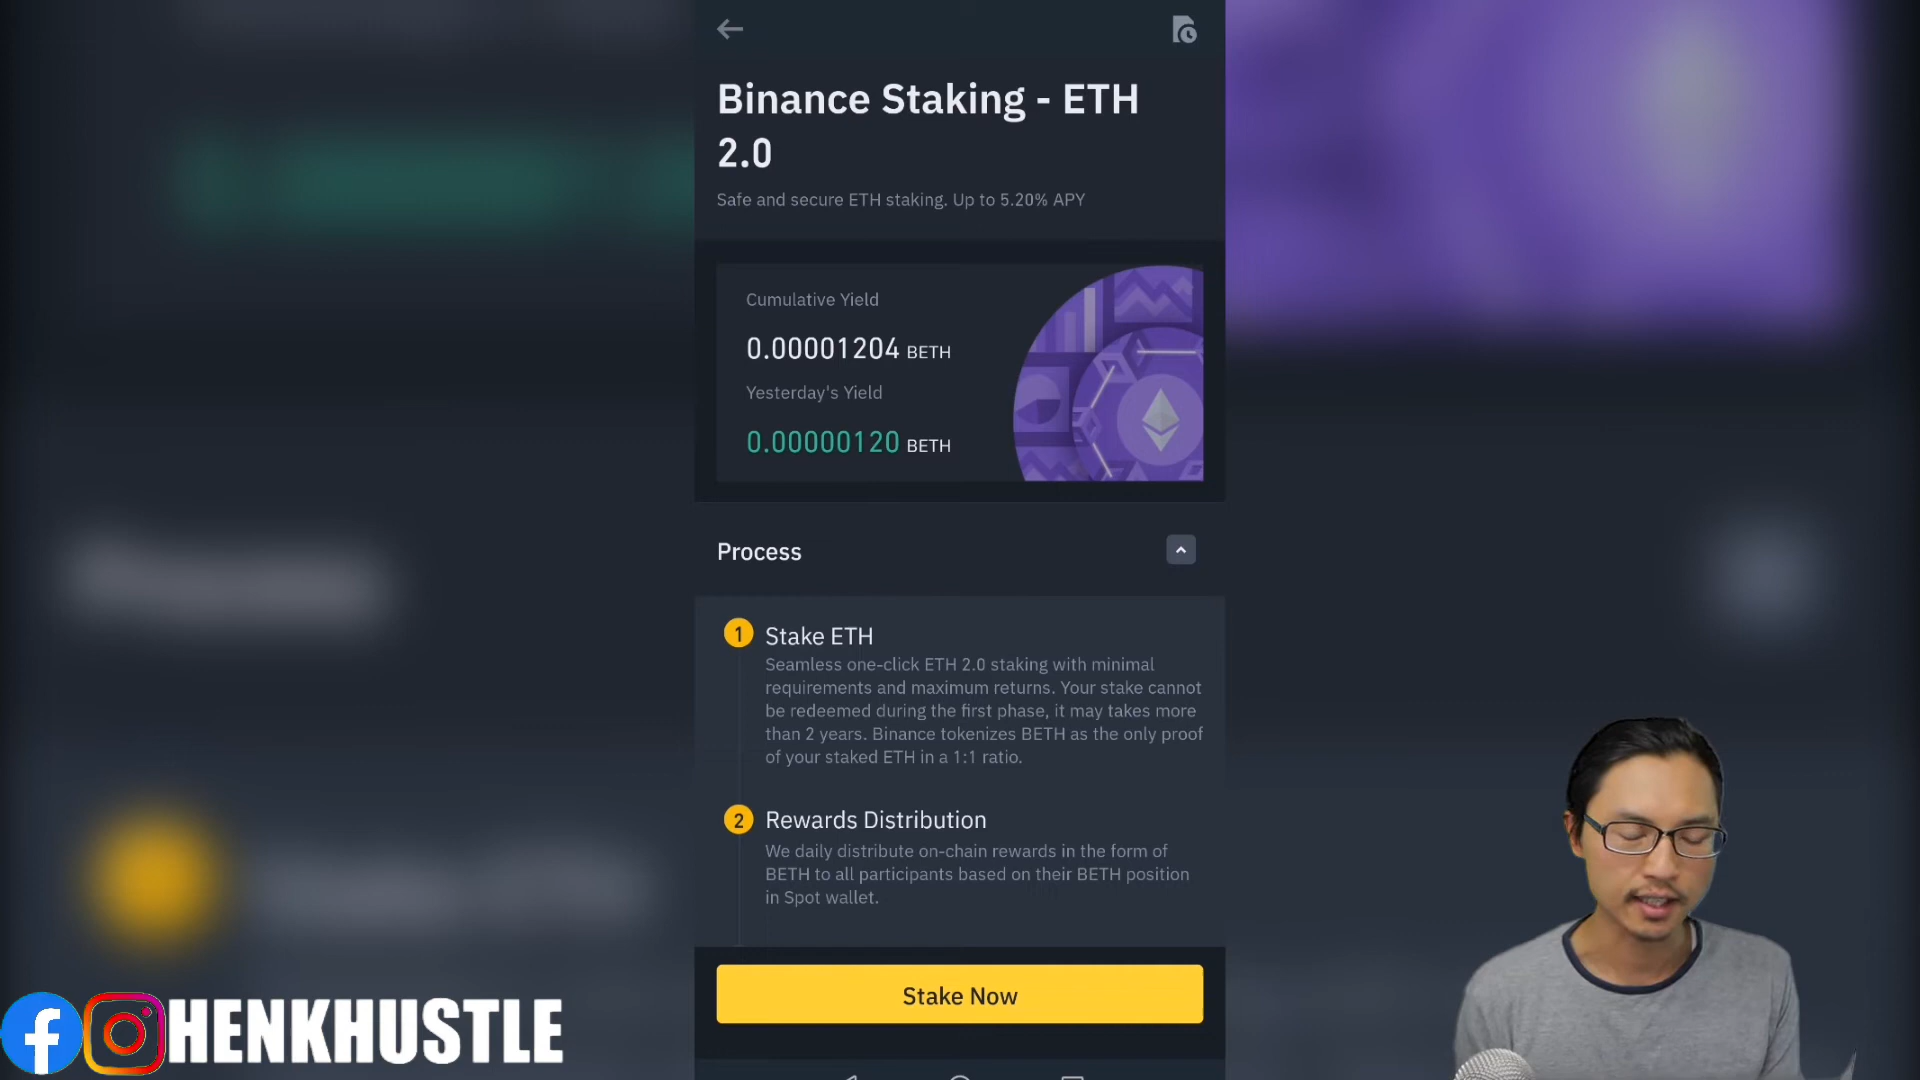 Binance Staking - ETH
2.0
Safe and secure ETH staking. Up to 5.20% APY
Cumulative Yield
0.00001204 BETH
Yesterday's Yield
0.00000120 BETH
Process
1 Stake ETH
Seamless one-click ETH 2.0 staking with minimal
requirements and maximum returns. Your stake cannot
be redeemed during the first phase, it may takes more
than 2 years. Binance tokenizes BETH as the only proof
of your staked ETH in a 1:1 ratio.
2 Rewards Distribution
We daily distribute on-chain rewards in the form of
BETH to all participants based on their BETH position
in Spot wallet.
Stake Now
HENKHUSTLE